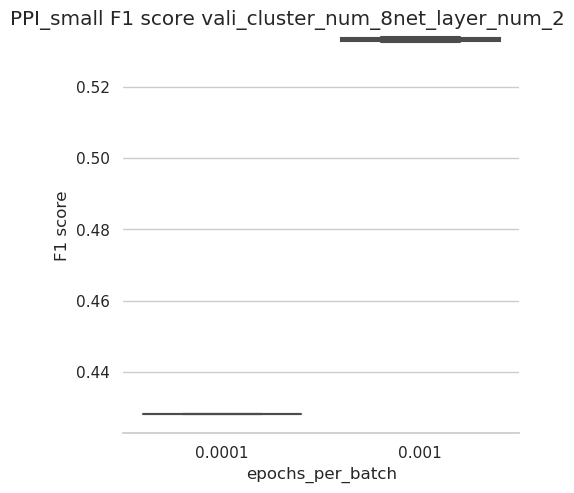 PPI_small F1 score vali_cluster_num_8net_layer_num_2
0.52
0.50
0.48
0.46
0.44
F1 score
0.0001 0.001
epochs_per_batch